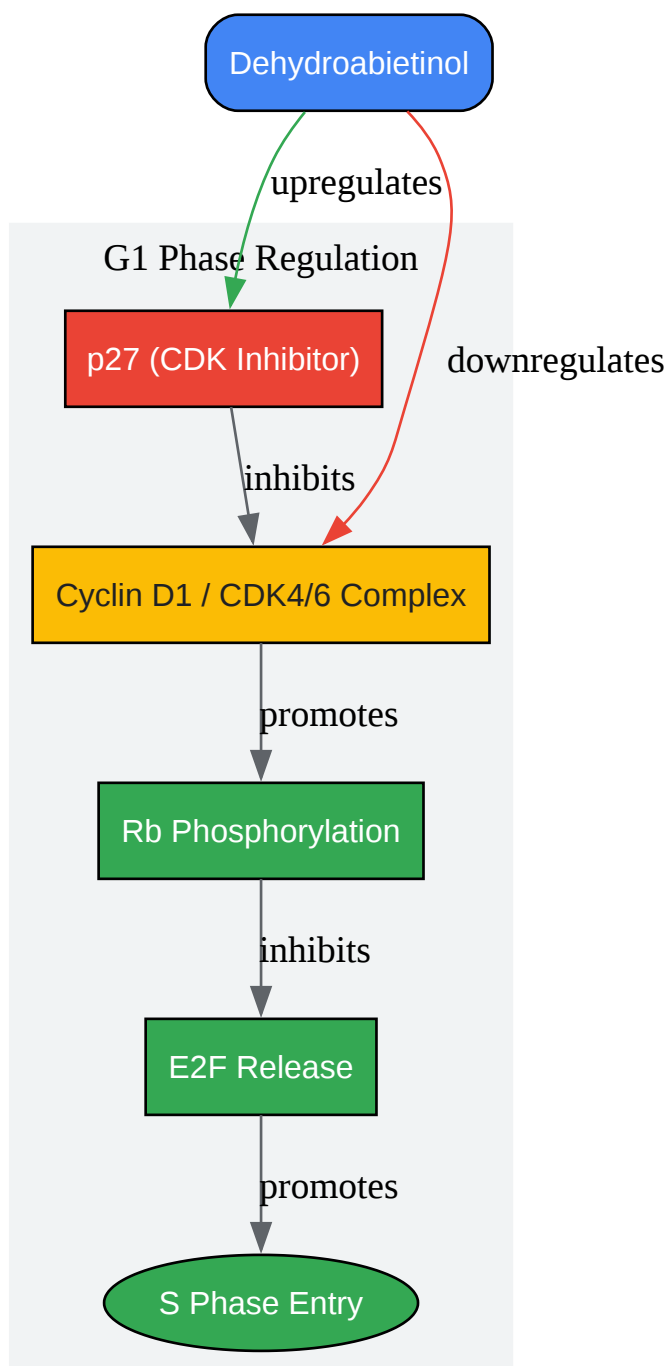 Dehydroabietinol
upregulates
G1 Phase Regulation
p27 (CDK Inhibitor)
downregulates
inhibits
Cyclin D1 / CDK4/6 Complex
promotes
Rb Phosphorylation
inhibits
E2F Release
promotes
S Phase Entry